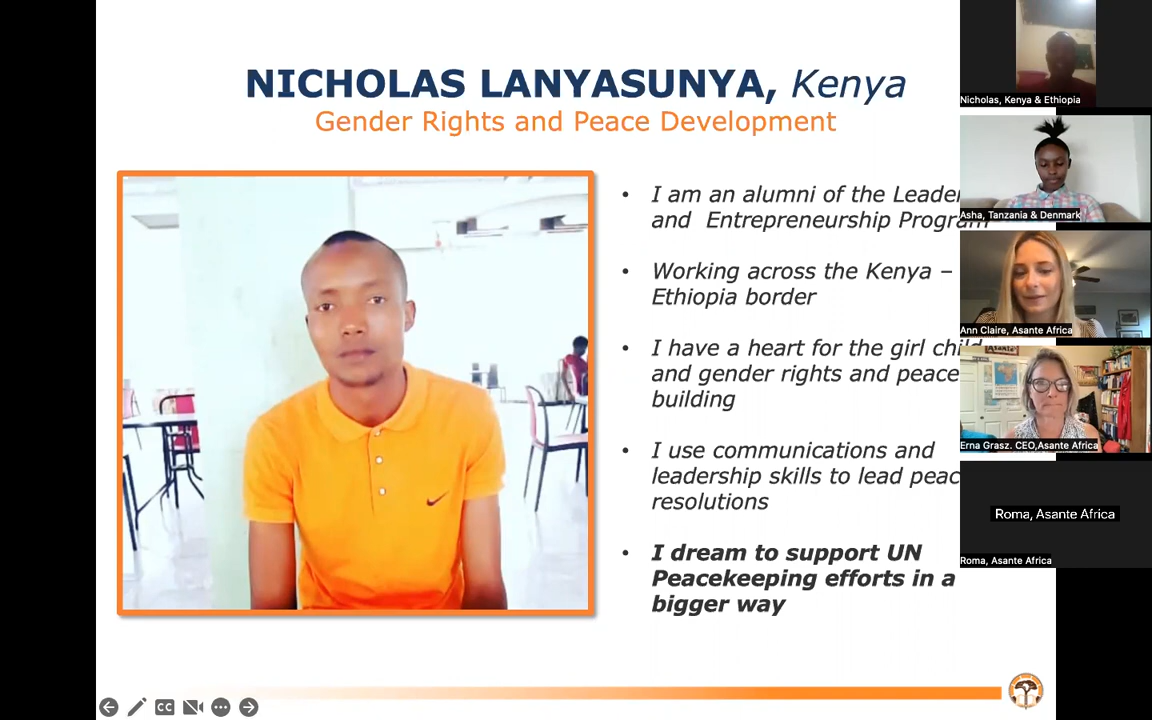 NICHOLAS LANYASUNYA, Kenya
Gender Rights and Peace Development
• I am an alumni of the Leader
and Entrepreneurship Program
• Working across the Kenya –
Ethiopia border
• I have a heart for the girl child
and gender rights and peace
building
• I use communications and
leadership skills to lead peac
resolutions
• I dream to support UN
Peacekeeping efforts in a
bigger way
CC
Nicholas, Kenya & Ethiopia
Asha, Tanzania & Denmark
Ann Claire, Asante Africa
Erna Grasz. CEO,Asante Africa
Roma, Asante Africa
Roma, Asante Africa